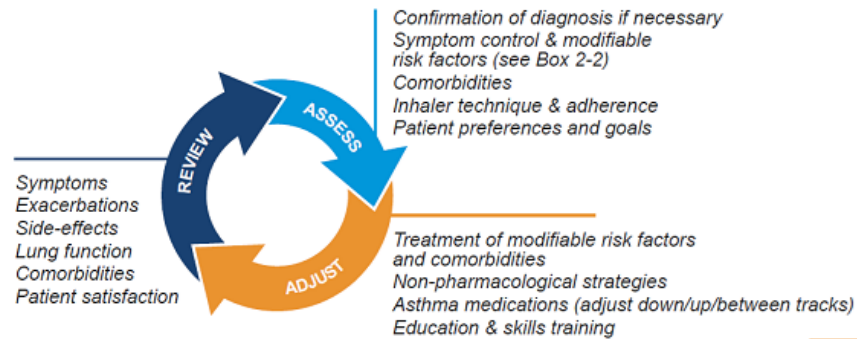 Confirmation of diagnosis if necessary
Symptom control & modifiable
risk factors (see Box 2-2)
Comorbidities
Inhaler technique & adherence
Patient preferences and goals
ASSESS
REVIEW
Symptoms
Exacerbations
Side-effects
Lung function
Comorbidities
Patient satisfaction
ADJUST
Treatment of modifiable risk factors
and comorbidities
Non-pharmacological strategies
Asthma medications (adjust down/up/between tracks)
Education & skills training